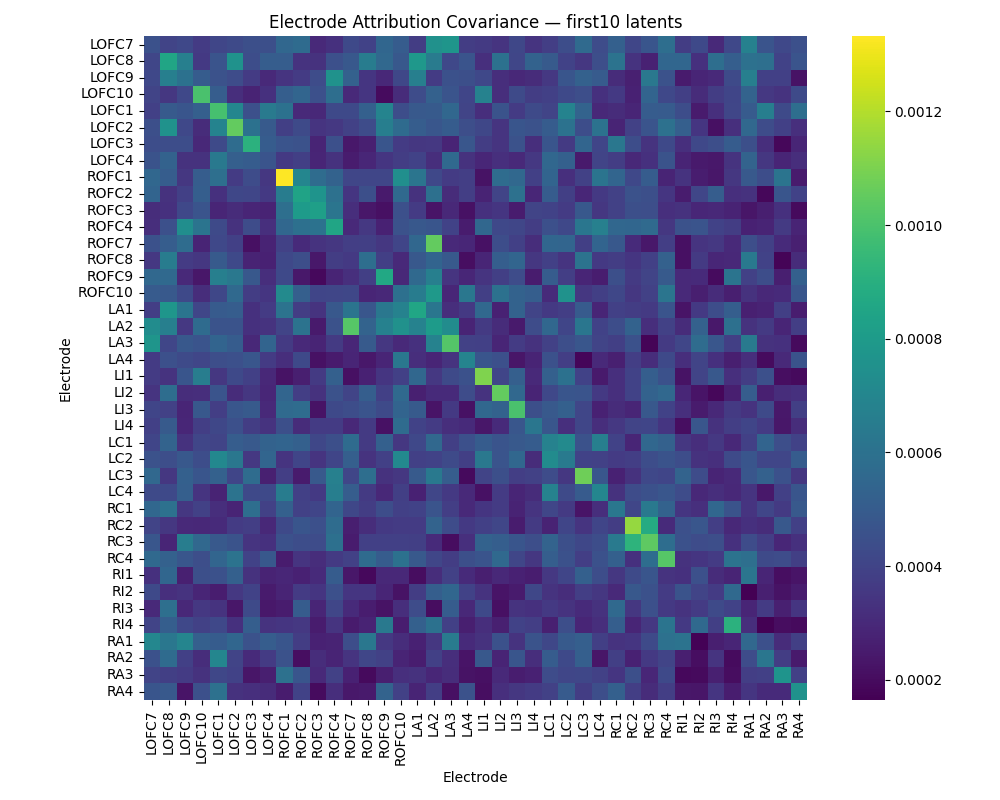 Electrode Attribution Covariance — first10 latents
LOFC7
LOFC8
LOFC9
LOFC10
LOFC1
LOFC2
LOFC3
LOFC4
ROFC1
ROFC2
ROFC3
ROFC4
ROFC7
ROFC8
ROFC9
ROFC10
LA1
LA2
LA3
LA4
LI1
LI2
LI3
LI4
LC1
LC2
LC3
LC4
RC1
RC2
RC3
RC4
RI1
RI2
RI3
RI4
RA1
RA2
RA3
RA4
Electrode
LOFC7
LOFC8
LOFC9
LOFC10
LOFC1
LOFC2
LOFC3
LOFC4
ROFC1
ROFC2
ROFC3
ROFC4
ROFC7
ROFC8
ROFC9
ROFC10
LA1
LA2
LA3
LA4
LI1
LI2
LI3
LI4
LC1
LC2
LC3
LC4
RC1
RC2
RC3
RC4
RI1
RI2
RI3
RI4
RA1
RA2
RA3
RA4
Electrode
0.0012
0.0010
0.0008
0.0006
0.0004
0.0002